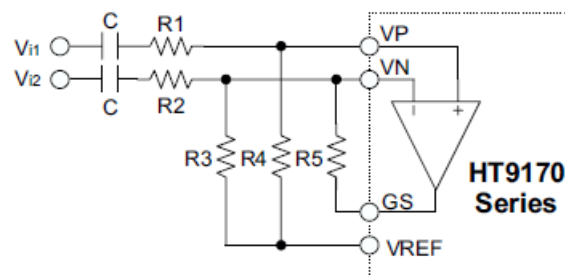 C
R1
Vi1
VP
Vi2
VN
C
R2
R3
R4
R5
- +
HT9170
Series
GS
VREF